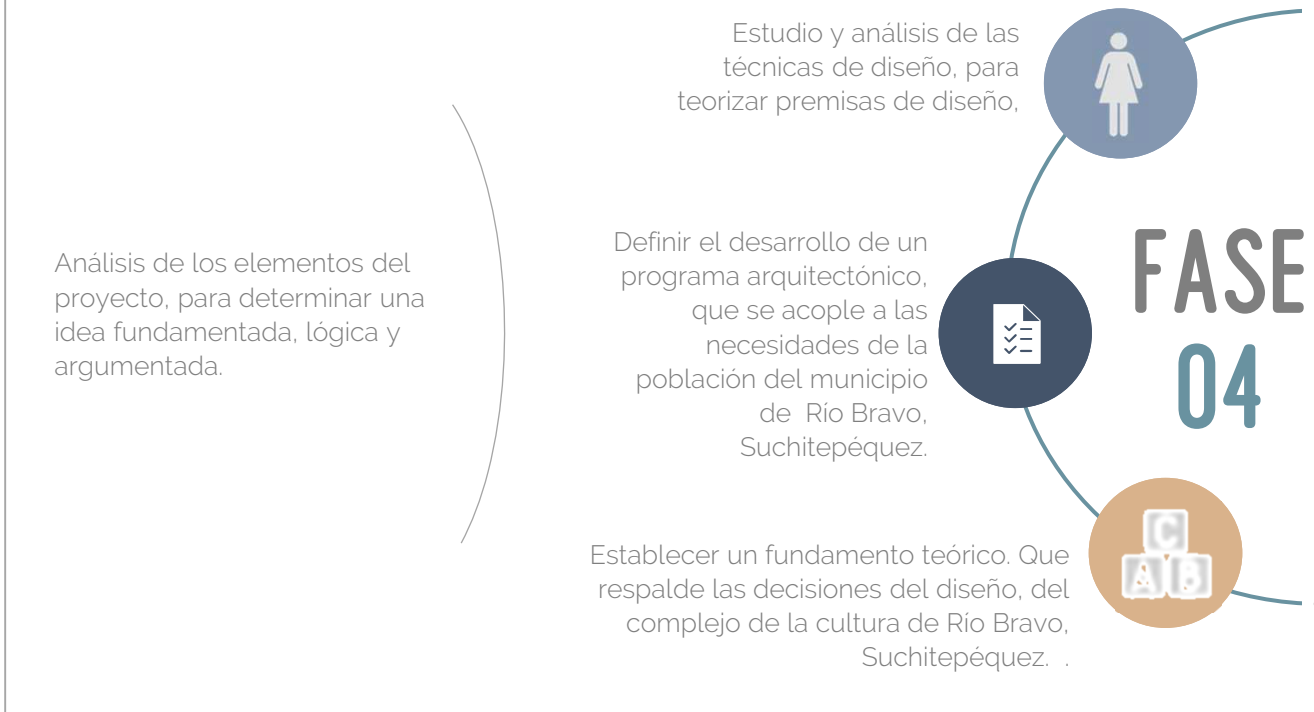 Análisis de los elementos del
proyecto, para determinar una
idea fundamentada, lógica y
argumentada.
Estudio y análisis de las
técnicas de diseño, para
teorizar premisas de diseño,
Definir el desarrollo de un
programa arquitectónico,
que se acople a las
necesidades de la
población del municipio
de Río Bravo,
Suchitepéquez.
Establecer un fundamento teórico. Que
respalde las decisiones del diseño, del
complejo de la cultura de Río Bravo,
Suchitepéquez. .
FASE
04
C
A B